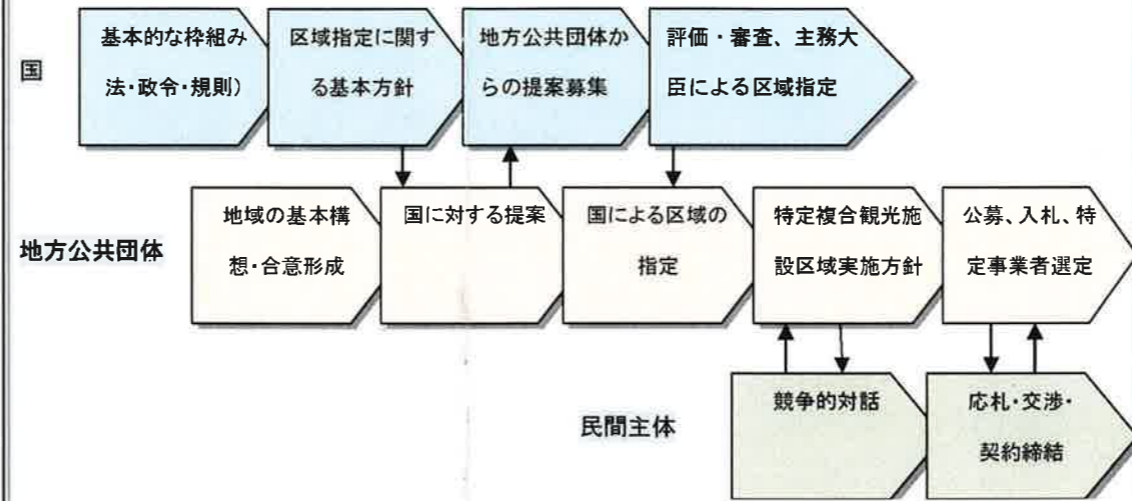 国
基本的な枠組み
法・政令・規則）
区域指定に関す
る基本方針
地方公共団体か
らの提案募集
評価・審査、主務大
臣による区域指定
地方公共団体
地域の基本構
想・合意形成
国に対する提案
国による区域の
指定
特定複合観光施
設区域実施方針
公募、入札、特
定事業者選定
民間主体
競争的対話
応札・交渉・
契約締結